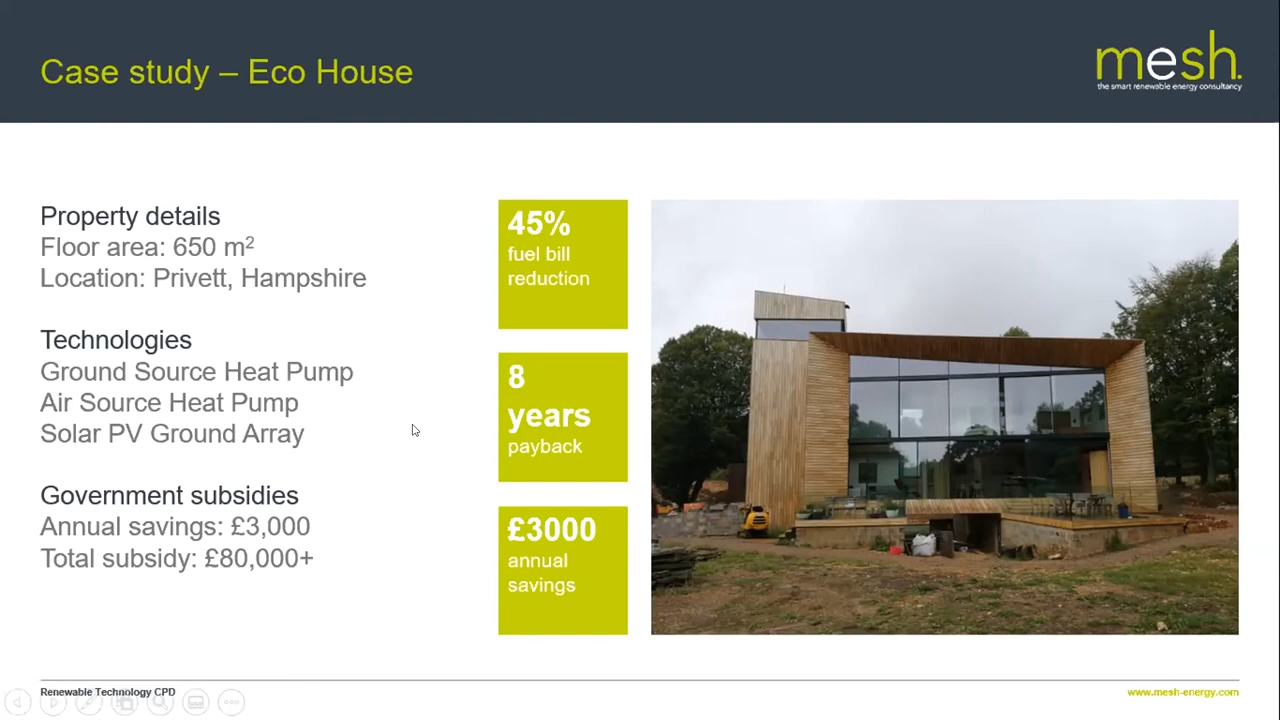 Case study – Eco House
mesh.
the smart renewable energy consultancy
Property details
Floor area: 650 m²
Location: Privett, Hampshire
Technologies
Ground Source Heat Pump
Air Source Heat Pump
Solar PV Ground Array
Government subsidies
Annual savings: £3,000
Total subsidy: £80,000+
45%
fuel bill
reduction
8
years
payback
£3000
annual
savings
Renewable Technology CPD
www.mesh-energy.com